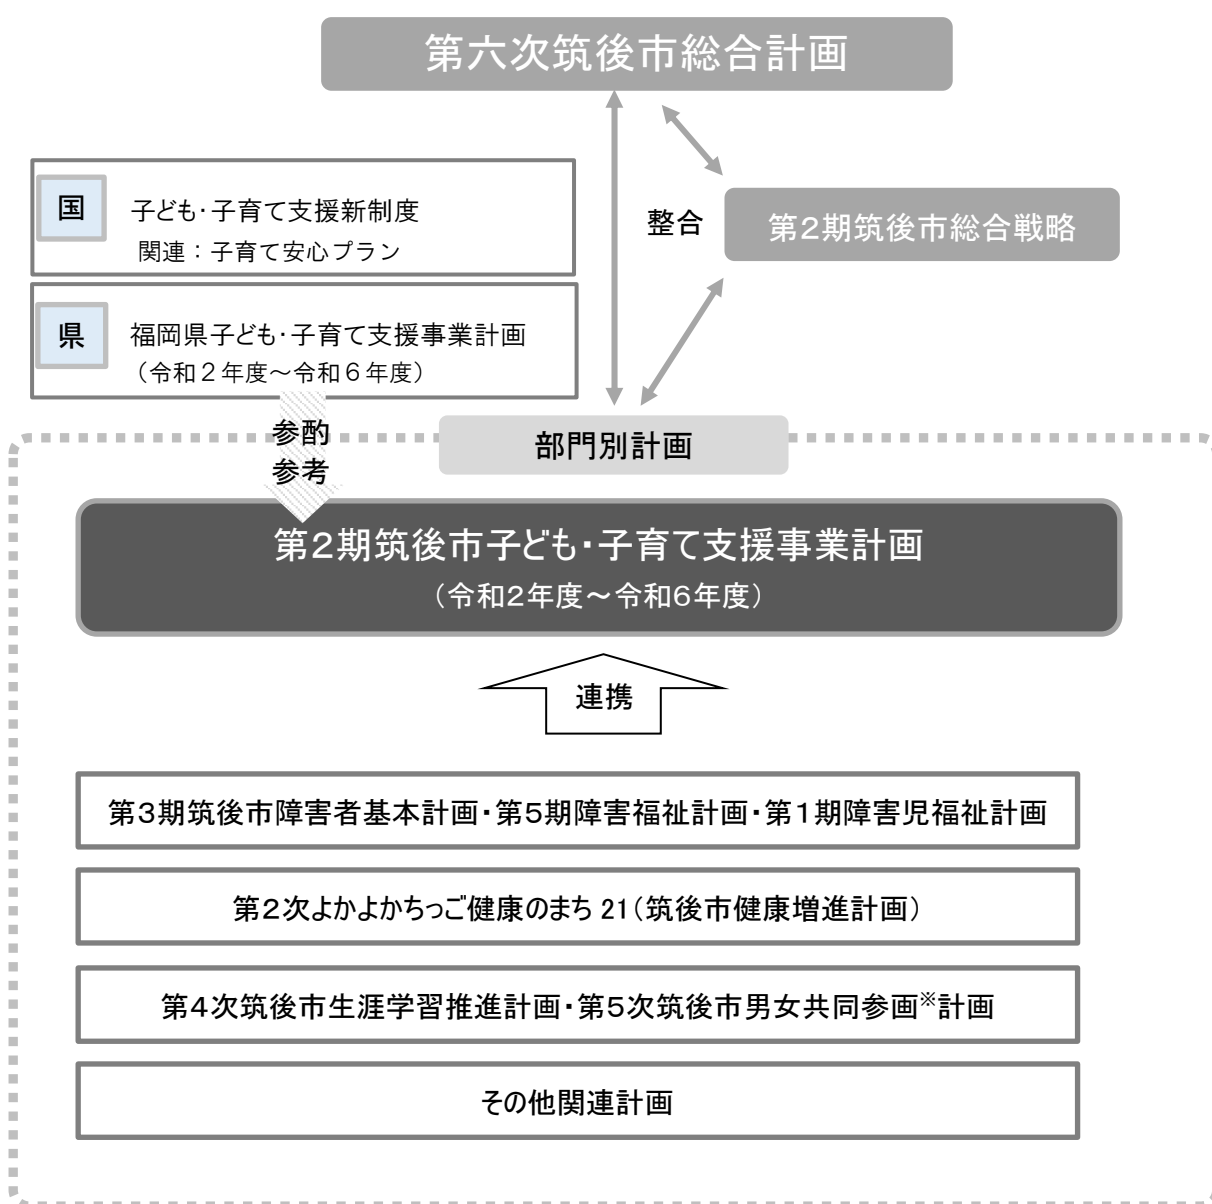 第六次筑後市総合計画
国
子ども・子育て支援新制度
関連：子育て安心プラン
整合
第２期筑後市総合戦略
県
福岡県子ども・子育て支援事業計画
（令和２年度～令和６年度）
参酌
参考
部門別計画
第２期筑後市子ども・子育て支援事業計画
（令和２年度～令和６年度）
連携
第３期筑後市障害者基本計画・第５期障害福祉計画・第１期障害児福祉計画
第２次よかよかちっご健康のまち 21（筑後市健康増進計画）
第４次筑後市生涯学習推進計画・第５次筑後市男女共同参画※計画
その他関連計画